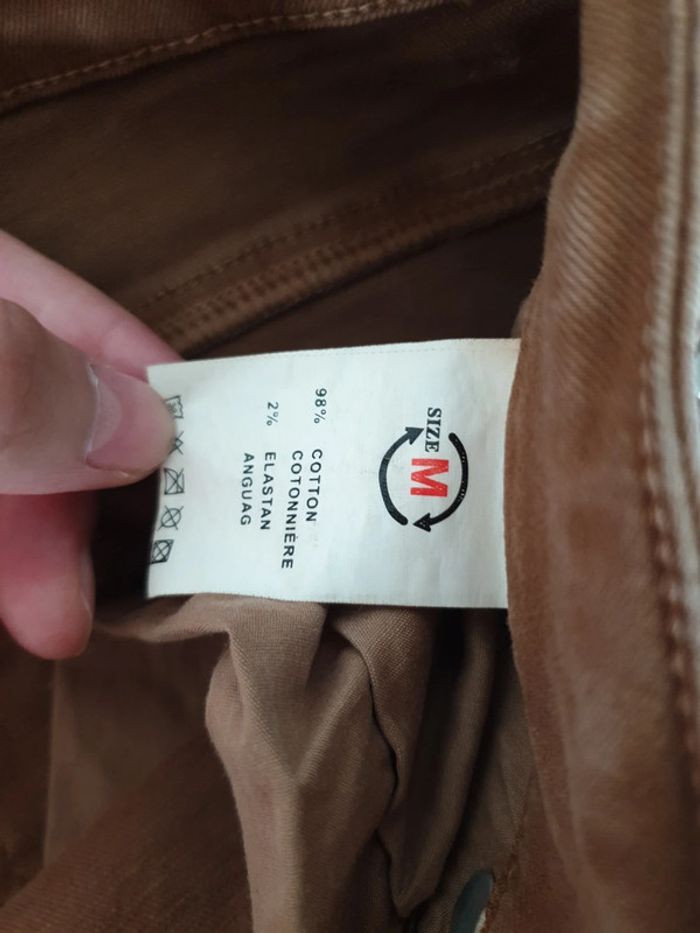 SIZE
M
98% COTTON
COTONNIÈRE
2% ELASTAN
ANGUAG